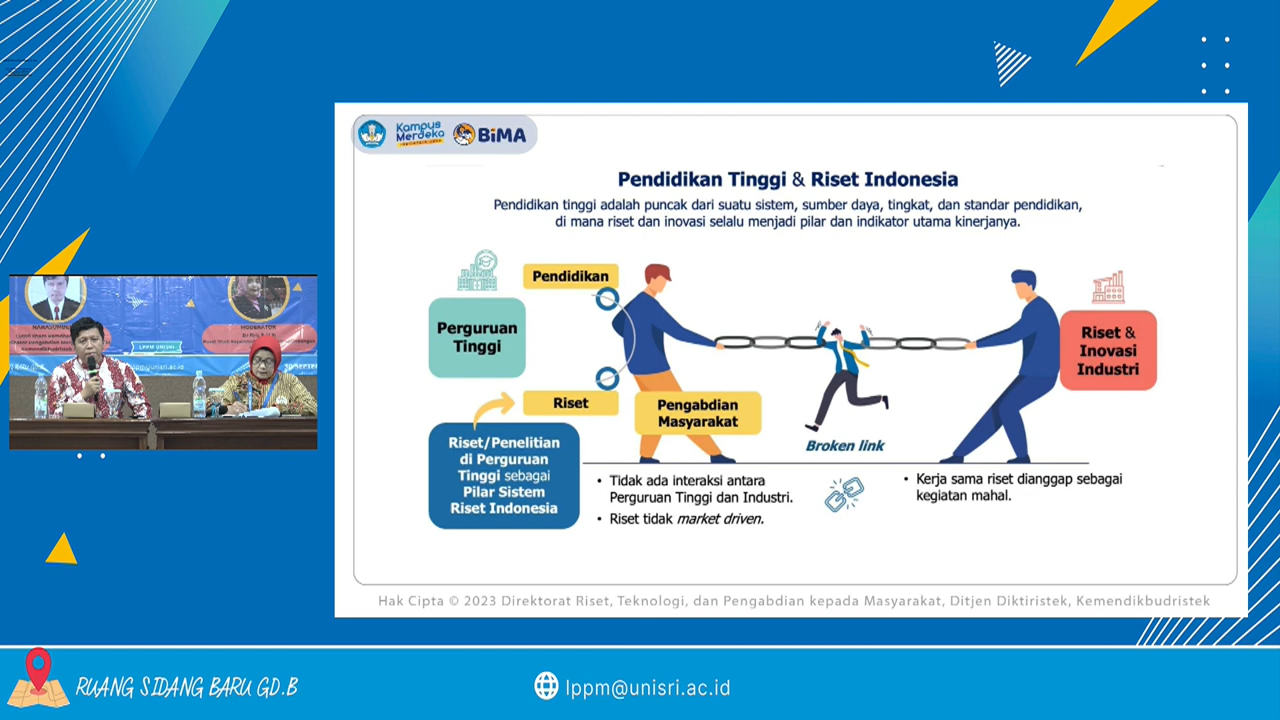 Kampus
Merdeka
BiMA
Pendidikan Tinggi & Riset Indonesia
Pendidikan tinggi adalah puncak dari suatu sistem, sumber daya, tingkat, dan standar pendidikan,
di mana riset dan inovasi selalu menjadi pilar dan indikator utama kinerjanya.
Pendidikan
Perguruan
Tinggi
Riset &
Inovasi
Industri
Riset
Pengabdian
Masyarakat
Broken link
Riset/Penelitian
di Perguruan
Tinggi sebagai
Pilar Sistem
Riset Indonesia
• Tidak ada interaksi antara
Perguruan Tinggi dan Industri.
• Riset tidak market driven.
• Kerja sama riset dianggap sebagai
kegiatan mahal.
Hak Cipta © 2023 Direktorat Riset, Teknologi, dan Pengabdian kepada Masyarakat, Ditjen Diktiristek, Kemendikbudristek
MODERATOR
LPPM UNISRI
RUANG SIDANG BARU GD.B
lppm@unisri.ac.id